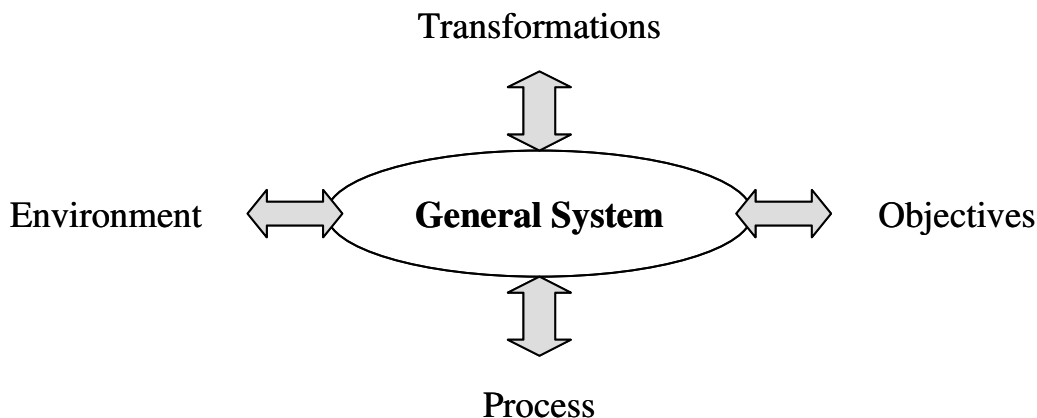 Transformations
Environment
General System
Objectives
Process